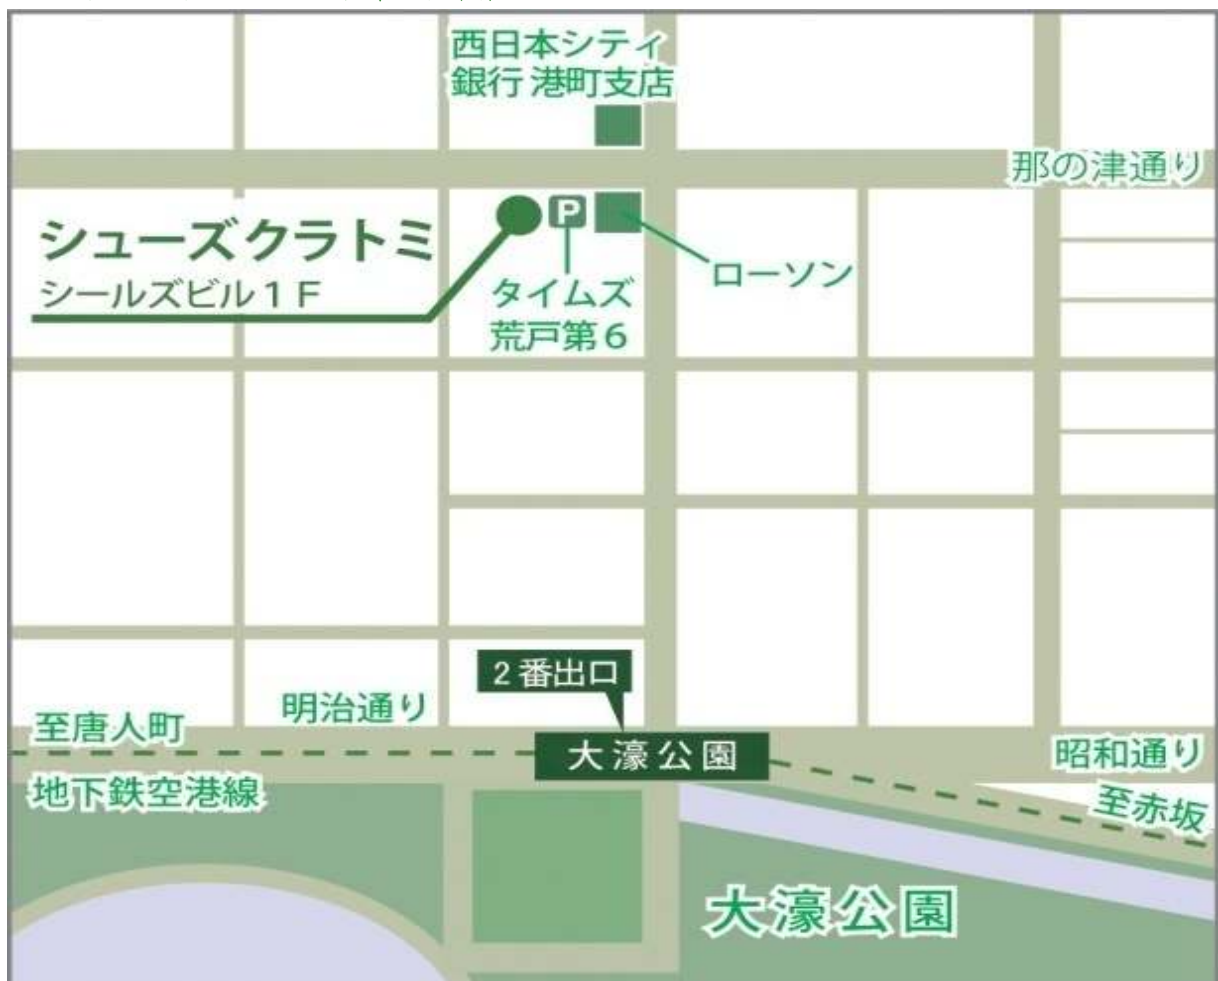 西日本シティ
銀行 港町支店
那の津通り
P
シューズクラトミ
シールズビル1F
タイムズ
荒戸第6
ローソン
2番出口
明治通り
至唐人町
大濠公園
昭和通り
地下鉄空港線
至赤坂
大濠公園